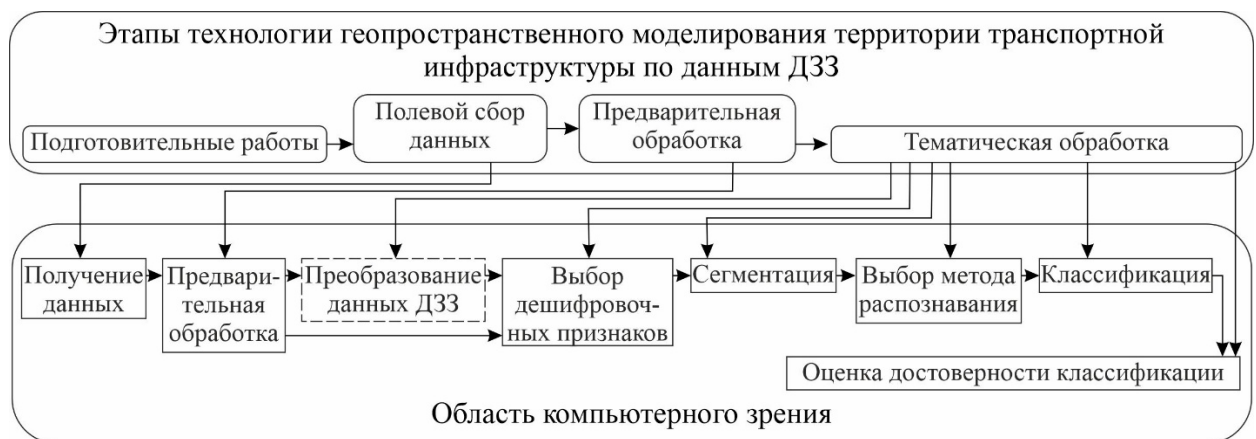 Этапы технологии геопространственного моделирования территории транспортной
инфраструктуры по данным ДЗЗ
Подготовительные работы
Полевой сбор
данных
Предварительная
обработка
Тематическая обработка
Получение
данных
Предвари-
тельная
обработка
Преобразование
данных ДЗЗ
Выбор
дешифровоч-
ных признаков
Сегментация
Выбор метода
распознавания
Классификация
Оценка достоверности классификации
Область компьютерного зрения